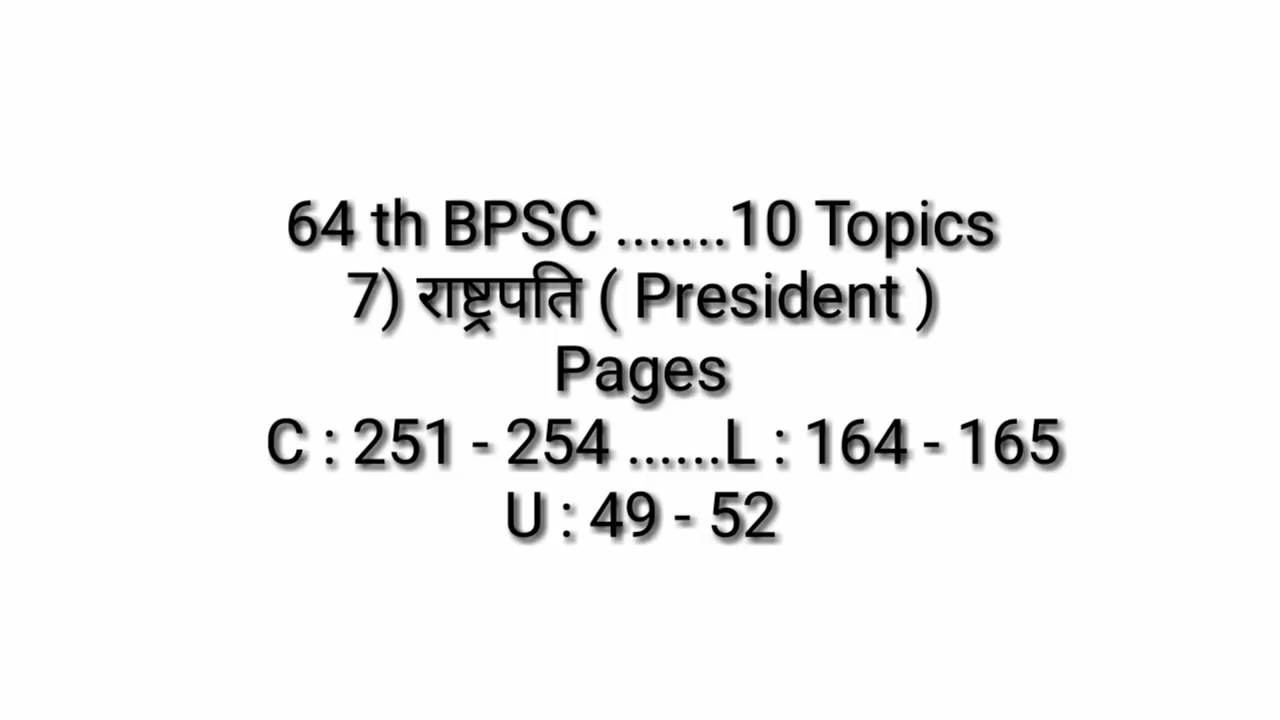 64 th BPSC .......10 Topics
7) राष्ट्रपति ( President )
Pages
C : 251 - 254 ......L : 164 - 165
U : 49 - 52